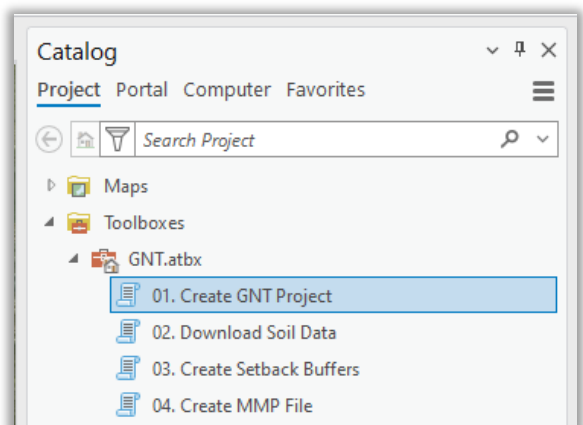 Catalog
Project Portal Computer Favorites
Search Project
Maps
Toolboxes
GNT.atbx
01. Create GNT Project
02. Download Soil Data
03. Create Setback Buffers
04. Create MMP File